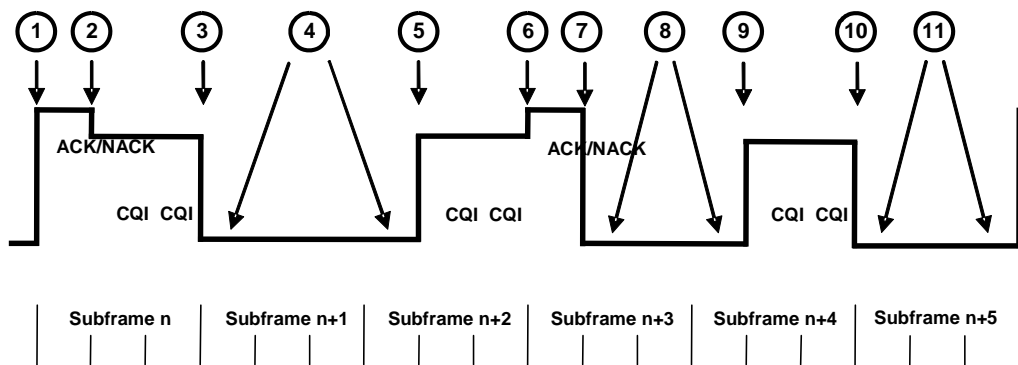 1 2 3 4 5 6 7 8 9 10 11
ACK/NACK ACK/NACK
CQI CQI CQI CQI CQI CQI
Subframe n Subframe n+1 Subframe n+2 Subframe n+3 Subframe n+4 Subframe n+5